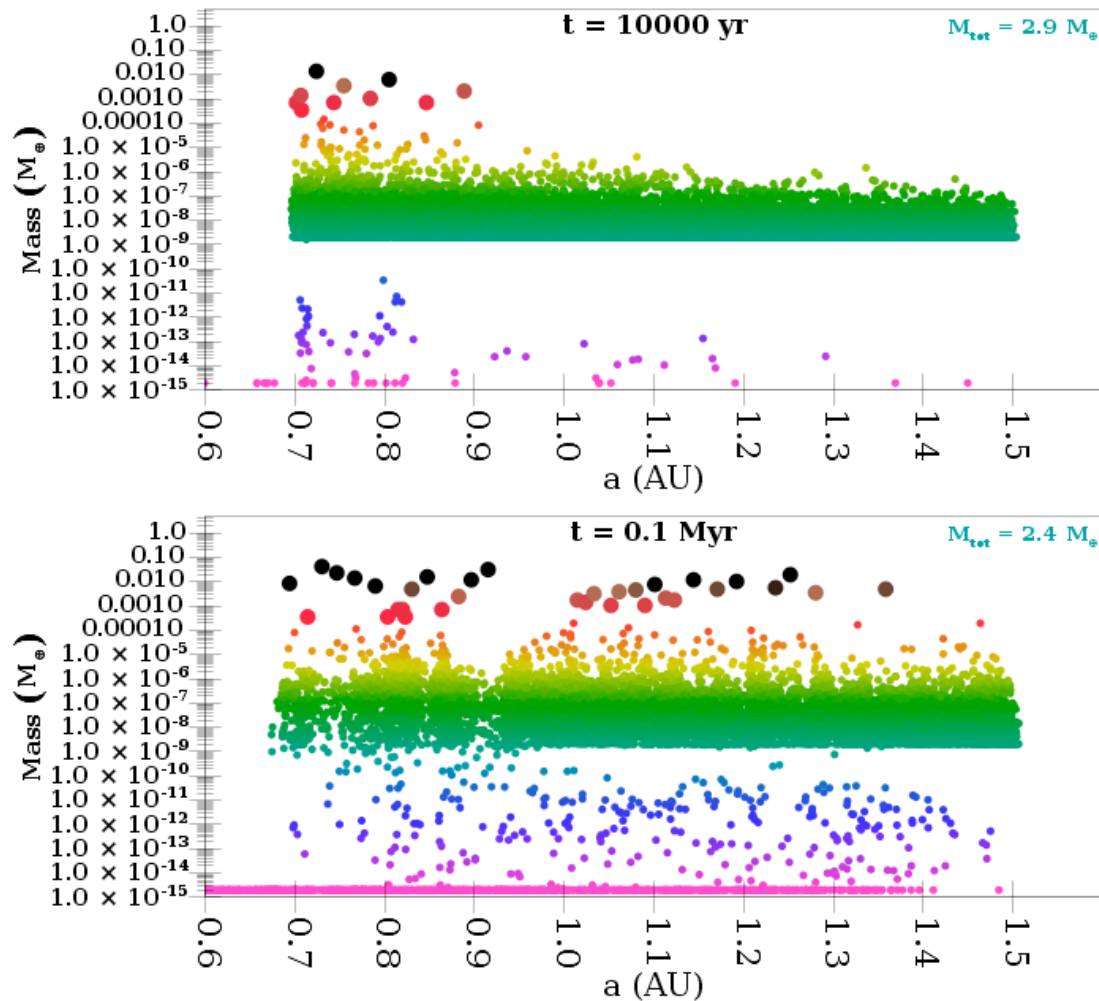 t = 10000 yr
M_tot = 2.9 M_⊕
Mass (M_⊕)
1.0
0.10
0.010
0.0010
0.00010
1.0 × 10^-5
1.0 × 10^-6
1.0 × 10^-7
1.0 × 10^-8
1.0 × 10^-9
1.0 × 10^-10
1.0 × 10^-11
1.0 × 10^-12
1.0 × 10^-13
1.0 × 10^-14
1.0 × 10^-15
0.6 0.7 0.8 0.9 1.0 1.1 1.2 1.3 1.4 1.5
a (AU)
t = 0.1 Myr
M_tot = 2.4 M_⊕
Mass (M_⊕)
1.0
0.10
0.010
0.0010
0.00010
1.0 × 10^-5
1.0 × 10^-6
1.0 × 10^-7
1.0 × 10^-8
1.0 × 10^-9
1.0 × 10^-10
1.0 × 10^-11
1.0 × 10^-12
1.0 × 10^-13
1.0 × 10^-14
1.0 × 10^-15
0.6 0.7 0.8 0.9 1.0 1.1 1.2 1.3 1.4 1.5
a (AU)